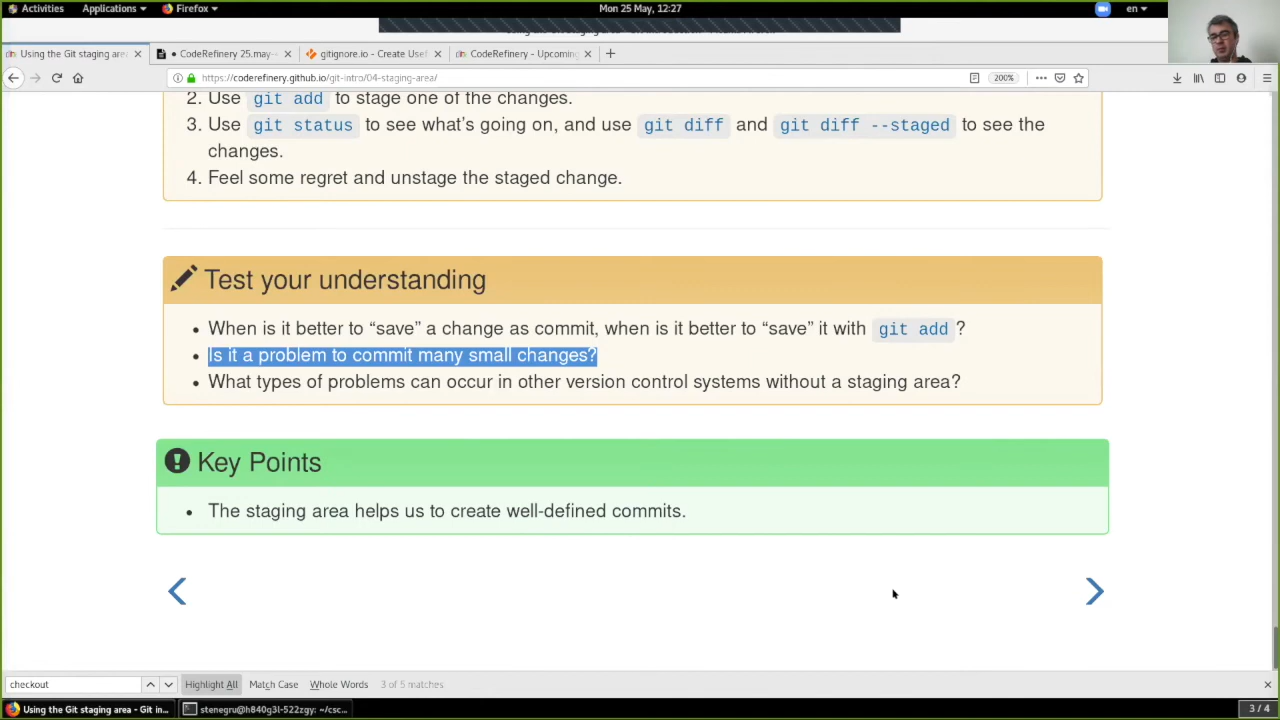 Activities Applications Firefox Mon 25 May, 12:27 en
Using the Git staging are CodeRefinery 25.may- gitignore.io - Create Usef CodeRefinery - Upcoming
https://coderefinery.github.io/git-intro/04-staging-area/ 200%
2. Use git add to stage one of the changes.
3. Use git status to see what's going on, and use git diff and git diff --staged to see the
changes.
4. Feel some regret and unstage the staged change.
Test your understanding
• When is it better to “save” a change as commit, when is it better to “save” it with git add ?
• Is it a problem to commit many small changes?
• What types of problems can occur in other version control systems without a staging area?
Key Points
• The staging area helps us to create well-defined commits.
checkout Highlight All Match Case Whole Words 3 of 5 matches
Using the Git staging area - Git in... stenegru@h840g3l-522zgy: ~/csc... 3 / 4